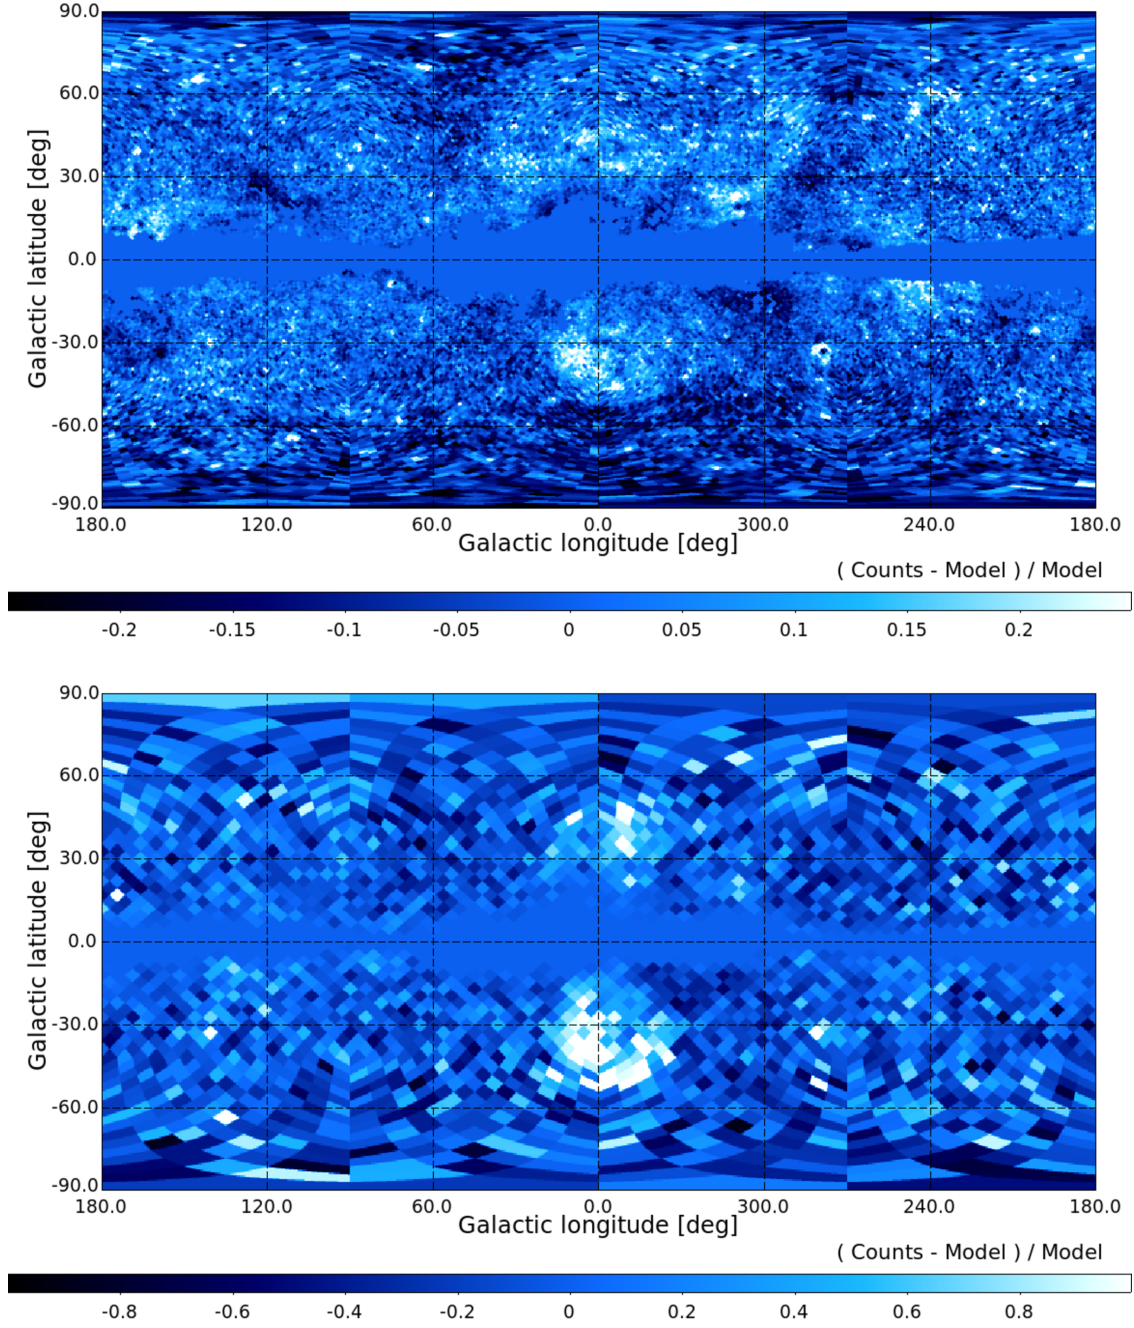 90.0
60.0
30.0
0.0
-30.0
-60.0
-90.0
Galactic latitude [deg]
180.0 120.0 60.0 0.0 300.0 240.0 180.0
Galactic longitude [deg]
( Counts - Model ) / Model
-0.2 -0.15 -0.1 -0.05 0 0.05 0.1 0.15 0.2
90.0
60.0
30.0
0.0
-30.0
-60.0
-90.0
Galactic latitude [deg]
180.0 120.0 60.0 0.0 300.0 240.0 180.0
Galactic longitude [deg]
( Counts - Model ) / Model
-0.8 -0.6 -0.4 -0.2 0 0.2 0.4 0.6 0.8